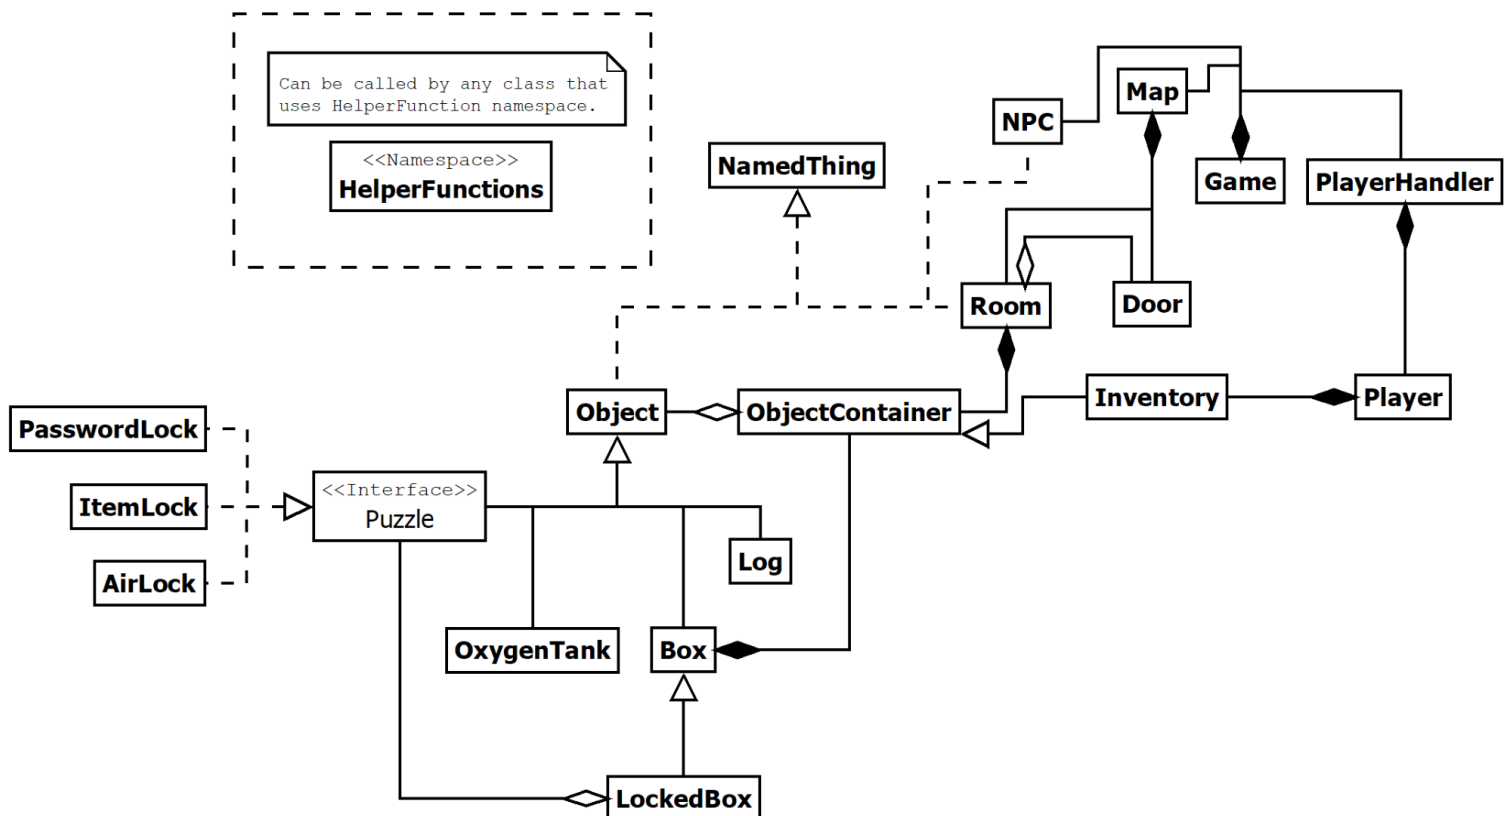 Can be called by any class that
uses HelperFunction namespace.
<<Namespace>>
HelperFunctions
NamedThing
NPC
Map
Game
PlayerHandler
Room
Door
Object
ObjectContainer
Inventory
Player
PasswordLock
ItemLock
AirLock
<<Interface>>
Puzzle
Log
OxygenTank
Box
LockedBox